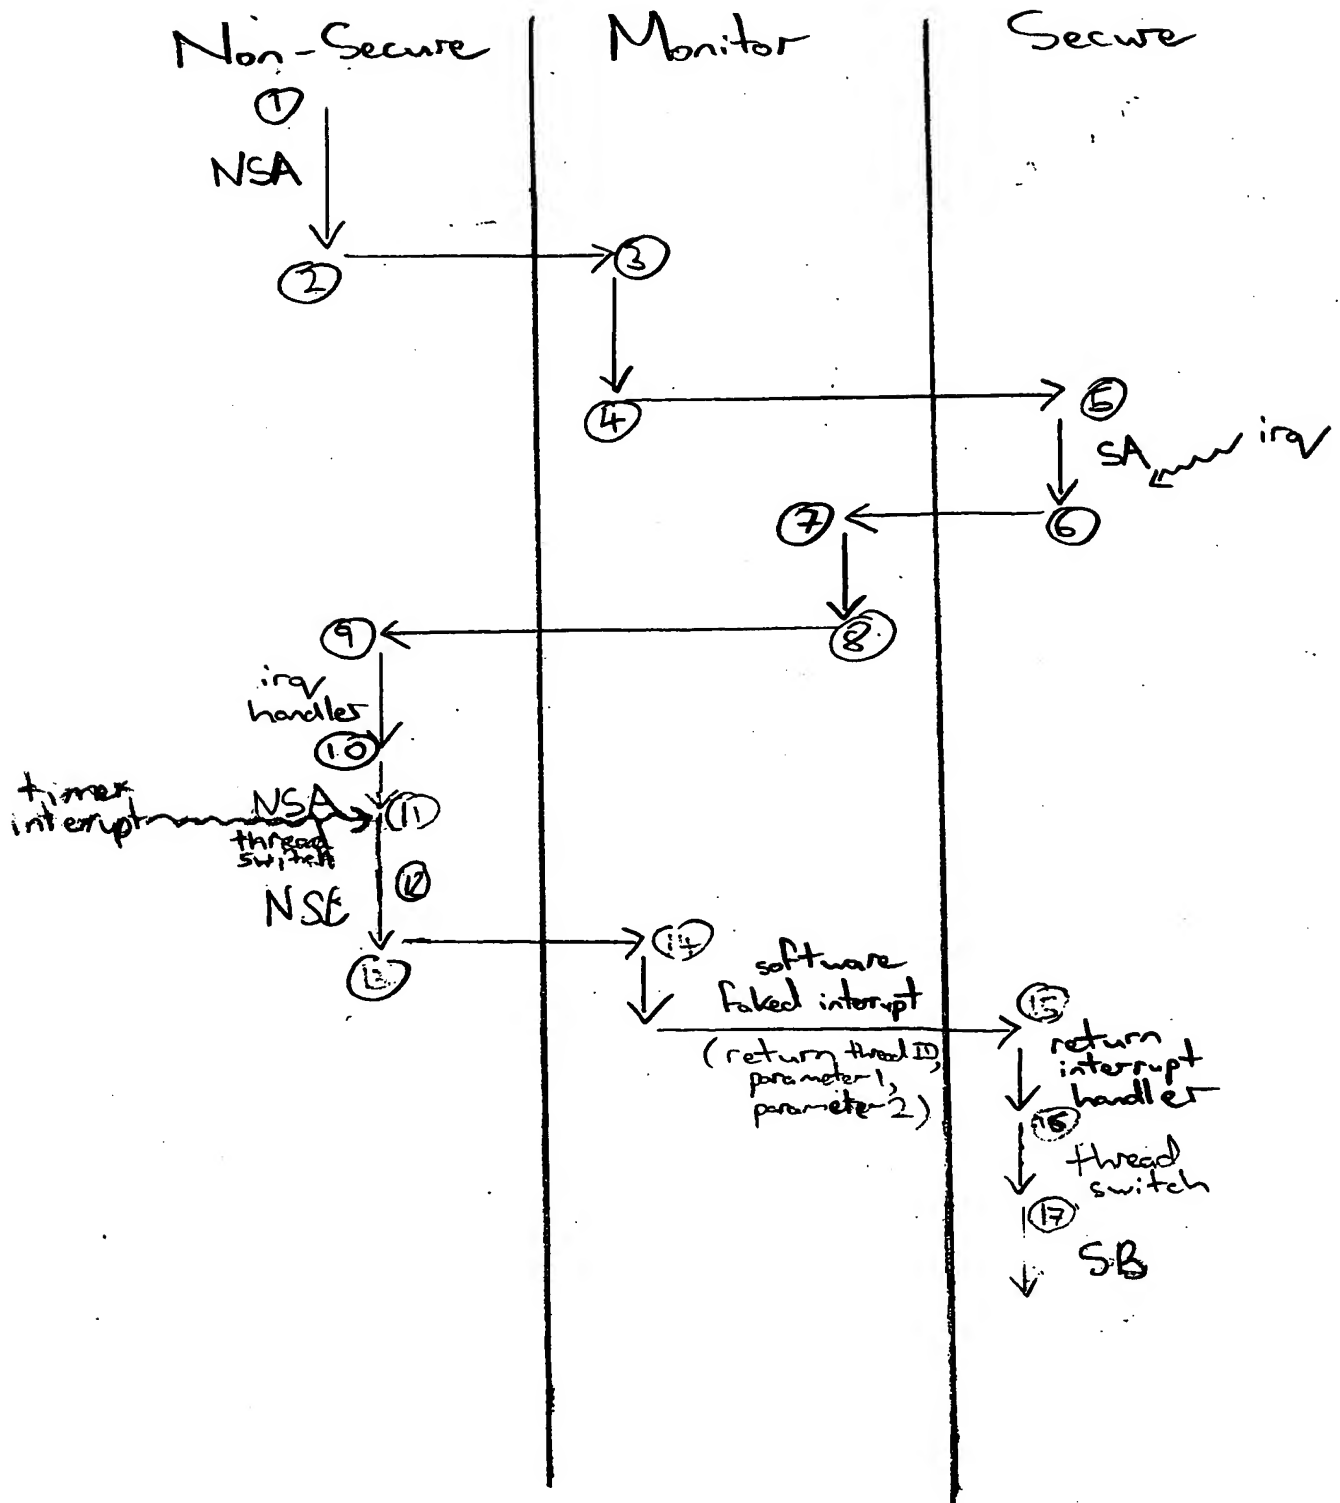 Non-Secure
Monitor
Secure
1
NSA
2
3
4
5
SA
irq
6
7
8
9
irq
handler
10
timer
interrupt
NSA
11
thread
switch
12
NSE
13
14
software
faked interrupt
(return thread ID,
parameter 1,
parameter 2)
15
return
interrupt
handler
16
thread
switch
17
SB